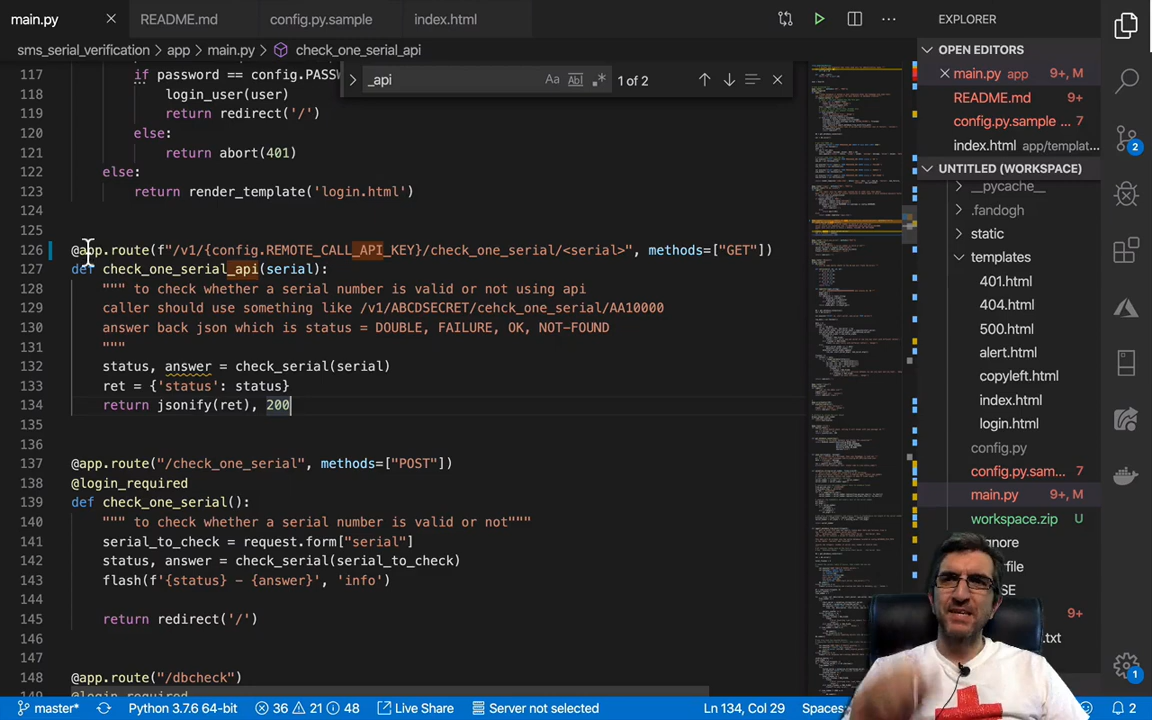 main.py
README.md
config.py.sample
index.html
EXPLORER
sms_serial_verification > app > main.py > check_one_serial_api
OPEN EDITORS
_api
Aa
1 of 2
main.py app 9+, M
README.md 9+
config.py.sample ... 7
index.html app/templat...
UNTITLED (WORKSPACE)
__pycache__
.fandogh
static
templates
401.html
404.html
500.html
alert.html
copyleft.html
index.html
login.html
config.py
config.py.sam... 7
main.py 9+, M
workspace.zip U
117 if password == config.PASS
118 login_user(user)
119 return redirect('/')
120 else:
121 return abort(401)
122 else:
123 return render_template('login.html')
124
125
126 @app.route(f"/v1/{config.REMOTE_CALL_API_KEY}/check_one_serial/<serial>", methods=["GET"])
127 def check_one_serial_api(serial):
128 """ to check whether a serial number is valid or not using api
129 caller should use something like /v1/ABCDSECRET/cehck_one_serial/AA10000
130 answer back json which is status = DOUBLE, FAILURE, OK, NOT-FOUND
131 """
132 status, answer = check_serial(serial)
133 ret = {'status': status}
134 return jsonify(ret), 200
135
136
137 @app.route("/check_one_serial", methods=["POST"])
138 @login_required
139 def check_one_serial():
140 """ to check whether a serial number is valid or not"""
141 serial_to_check = request.form["serial"]
142 status, answer = check_serial(serial_to_check)
143 flash(f'{status} - {answer}', 'info')
144
145 return redirect('/')
146
147
148 @app.route("/dbcheck")
149 @login_required
9+
2
1
master*
Python 3.7.6 64-bit
36 21 48
Live Share
Server not selected
Ln 134, Col 29
Spaces
2